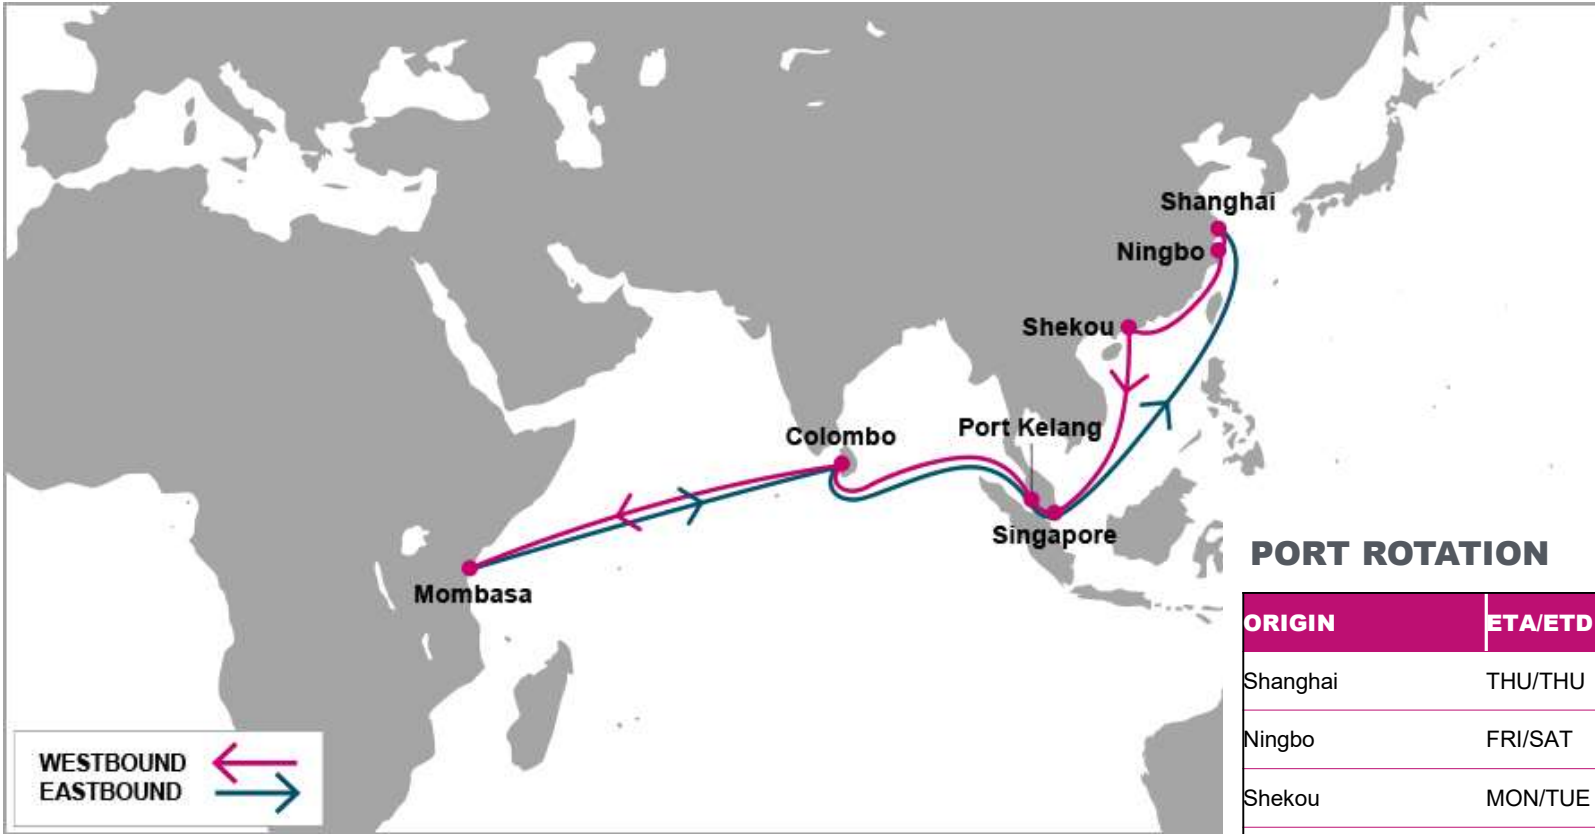 Shanghai
Ningbo
Shekou
Port Kelang
Colombo
Singapore
Mombasa
WESTBOUND
EASTBOUND
PORT ROTATION
ORIGIN ETA/ETD
Shanghai THU/THU
Ningbo FRI/SAT
Shekou MON/TUE